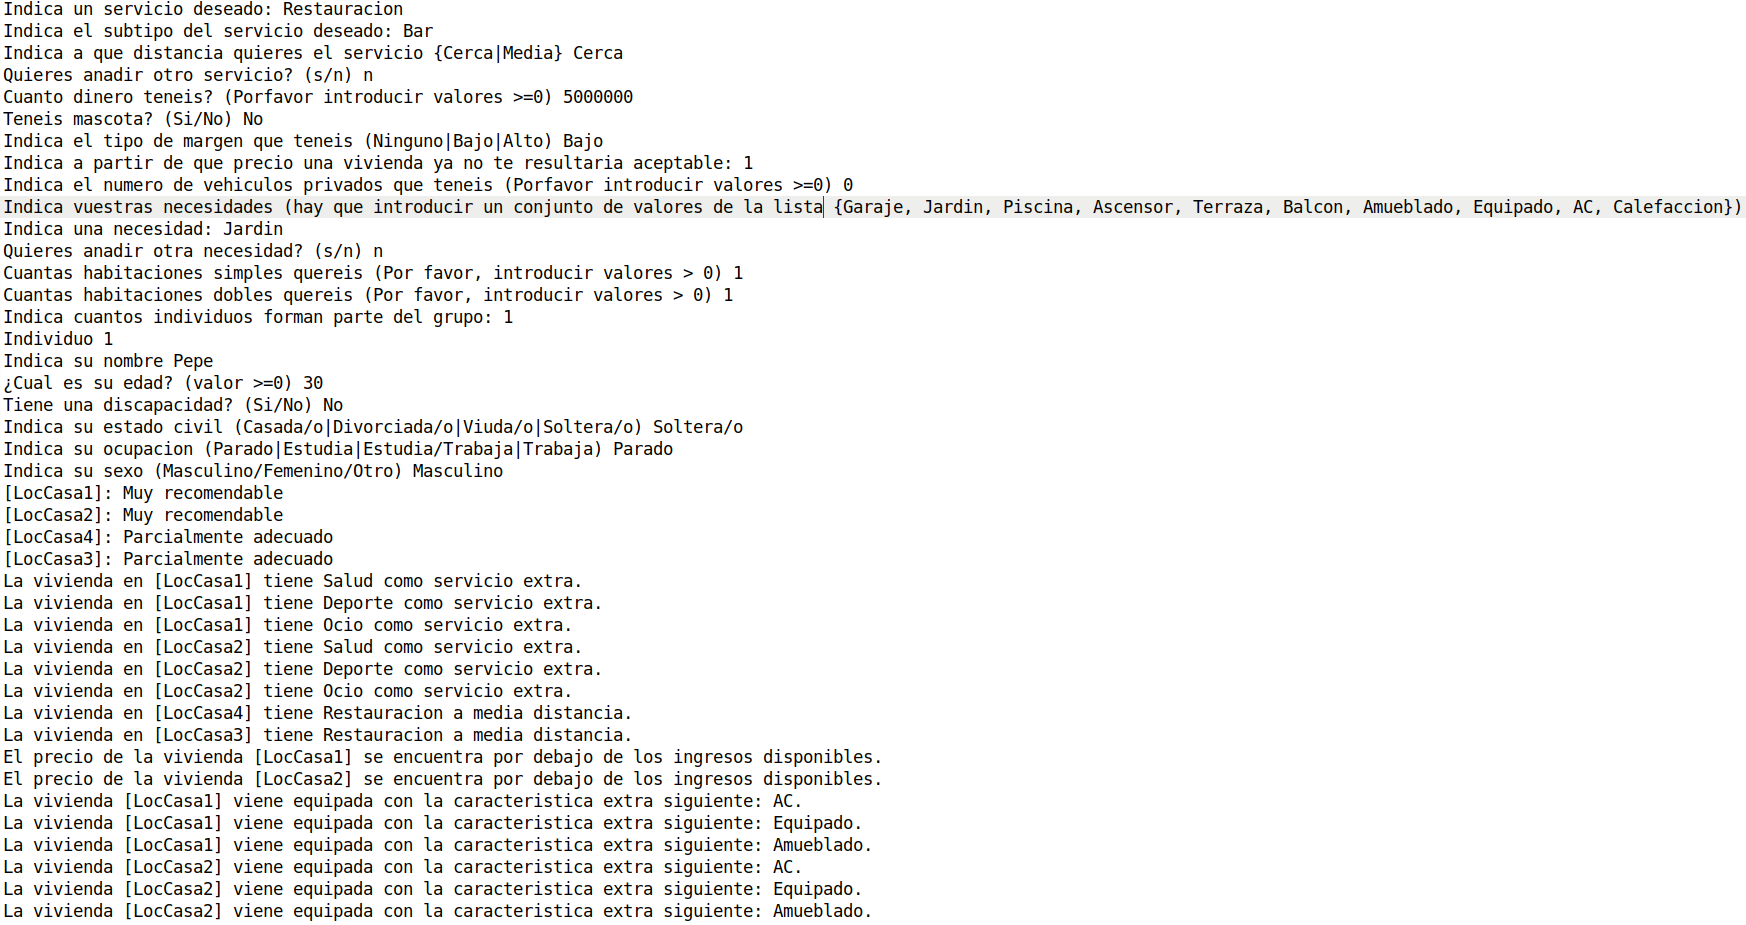 Indica un servicio deseado: Restauracion
Indica el subtipo del servicio deseado: Bar
Indica a que distancia quieres el servicio {Cerca|Media} Cerca
Quieres anadir otro servicio? (s/n) n
Cuanto dinero teneis? (Porfavor introducir valores >=0) 5000000
Teneis mascota? (Si/No) No
Indica el tipo de margen que teneis (Ninguno|Bajo|Alto) Bajo
Indica a partir de que precio una vivienda ya no te resultaria aceptable: 1
Indica el numero de vehiculos privados que teneis (Porfavor introducir valores >=0) 0
Indica vuestras necesidades (hay que introducir un conjunto de valores de la lista {Garaje, Jardin, Piscina, Ascensor, Terraza, Balcon, Amueblado, Equipado, AC, Calefaccion})
Indica una necesidad: Jardin
Quieres anadir otra necesidad? (s/n) n
Cuantas habitaciones simples quereis (Por favor, introducir valores > 0) 1
Cuantas habitaciones dobles quereis (Por favor, introducir valores > 0) 1
Indica cuantos individuos forman parte del grupo: 1
Individuo 1
Indica su nombre Pepe
¿Cual es su edad? (valor >=0) 30
Tiene una discapacidad? (Si/No) No
Indica su estado civil (Casada/o|Divorciada/o|Viuda/o|Soltera/o) Soltera/o
Indica su ocupacion (Parado|Estudia|Estudia/Trabaja|Trabaja) Parado
Indica su sexo (Masculino/Femenino/Otro) Masculino
[LocCasa1]: Muy recomendable
[LocCasa2]: Muy recomendable
[LocCasa4]: Parcialmente adecuado
[LocCasa3]: Parcialmente adecuado
La vivienda en [LocCasa1] tiene Salud como servicio extra.
La vivienda en [LocCasa1] tiene Deporte como servicio extra.
La vivienda en [LocCasa1] tiene Ocio como servicio extra.
La vivienda en [LocCasa2] tiene Salud como servicio extra.
La vivienda en [LocCasa2] tiene Deporte como servicio extra.
La vivienda en [LocCasa2] tiene Ocio como servicio extra.
La vivienda en [LocCasa4] tiene Restauracion a media distancia.
La vivienda en [LocCasa3] tiene Restauracion a media distancia.
El precio de la vivienda [LocCasa1] se encuentra por debajo de los ingresos disponibles.
El precio de la vivienda [LocCasa2] se encuentra por debajo de los ingresos disponibles.
La vivienda [LocCasa1] viene equipada con la caracteristica extra siguiente: AC.
La vivienda [LocCasa1] viene equipada con la caracteristica extra siguiente: Equipado.
La vivienda [LocCasa1] viene equipada con la caracteristica extra siguiente: Amueblado.
La vivienda [LocCasa2] viene equipada con la caracteristica extra siguiente: AC.
La vivienda [LocCasa2] viene equipada con la caracteristica extra siguiente: Equipado.
La vivienda [LocCasa2] viene equipada con la caracteristica extra siguiente: Amueblado.